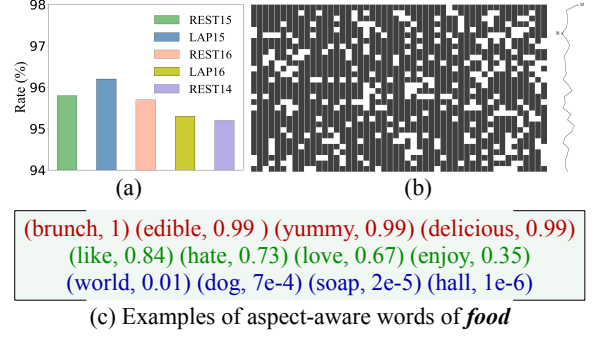 98
97
96
95
94
Rate (%)
REST15
LAP15
REST16
LAP16
REST14
(a)
(b)
(brunch, 1) (edible, 0.99 ) (yummy, 0.99) (delicious, 0.99)
(like, 0.84) (hate, 0.73) (love, 0.67) (enjoy, 0.35)
(world, 0.01) (dog, 7e-4) (soap, 2e-5) (hall, 1e-6)
(c) Examples of aspect-aware words of food